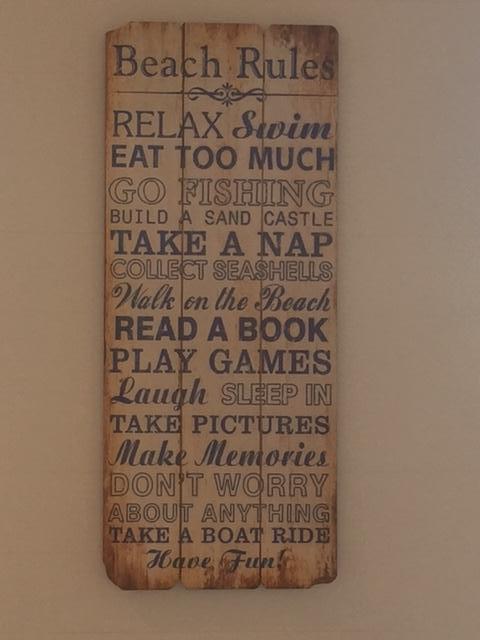 Beach Rules
RELAX Swim
EAT TOO MUCH
GO FISHING
BUILD A SAND CASTLE
TAKE A NAP
COLLECT SEASHELLS
Walk on the Beach
READ A BOOK
PLAY GAMES
Laugh SLEEP IN
TAKE PICTURES
Make Memories
DON'T WORRY
ABOUT ANYTHING
TAKE A BOAT RIDE
Have Fun!